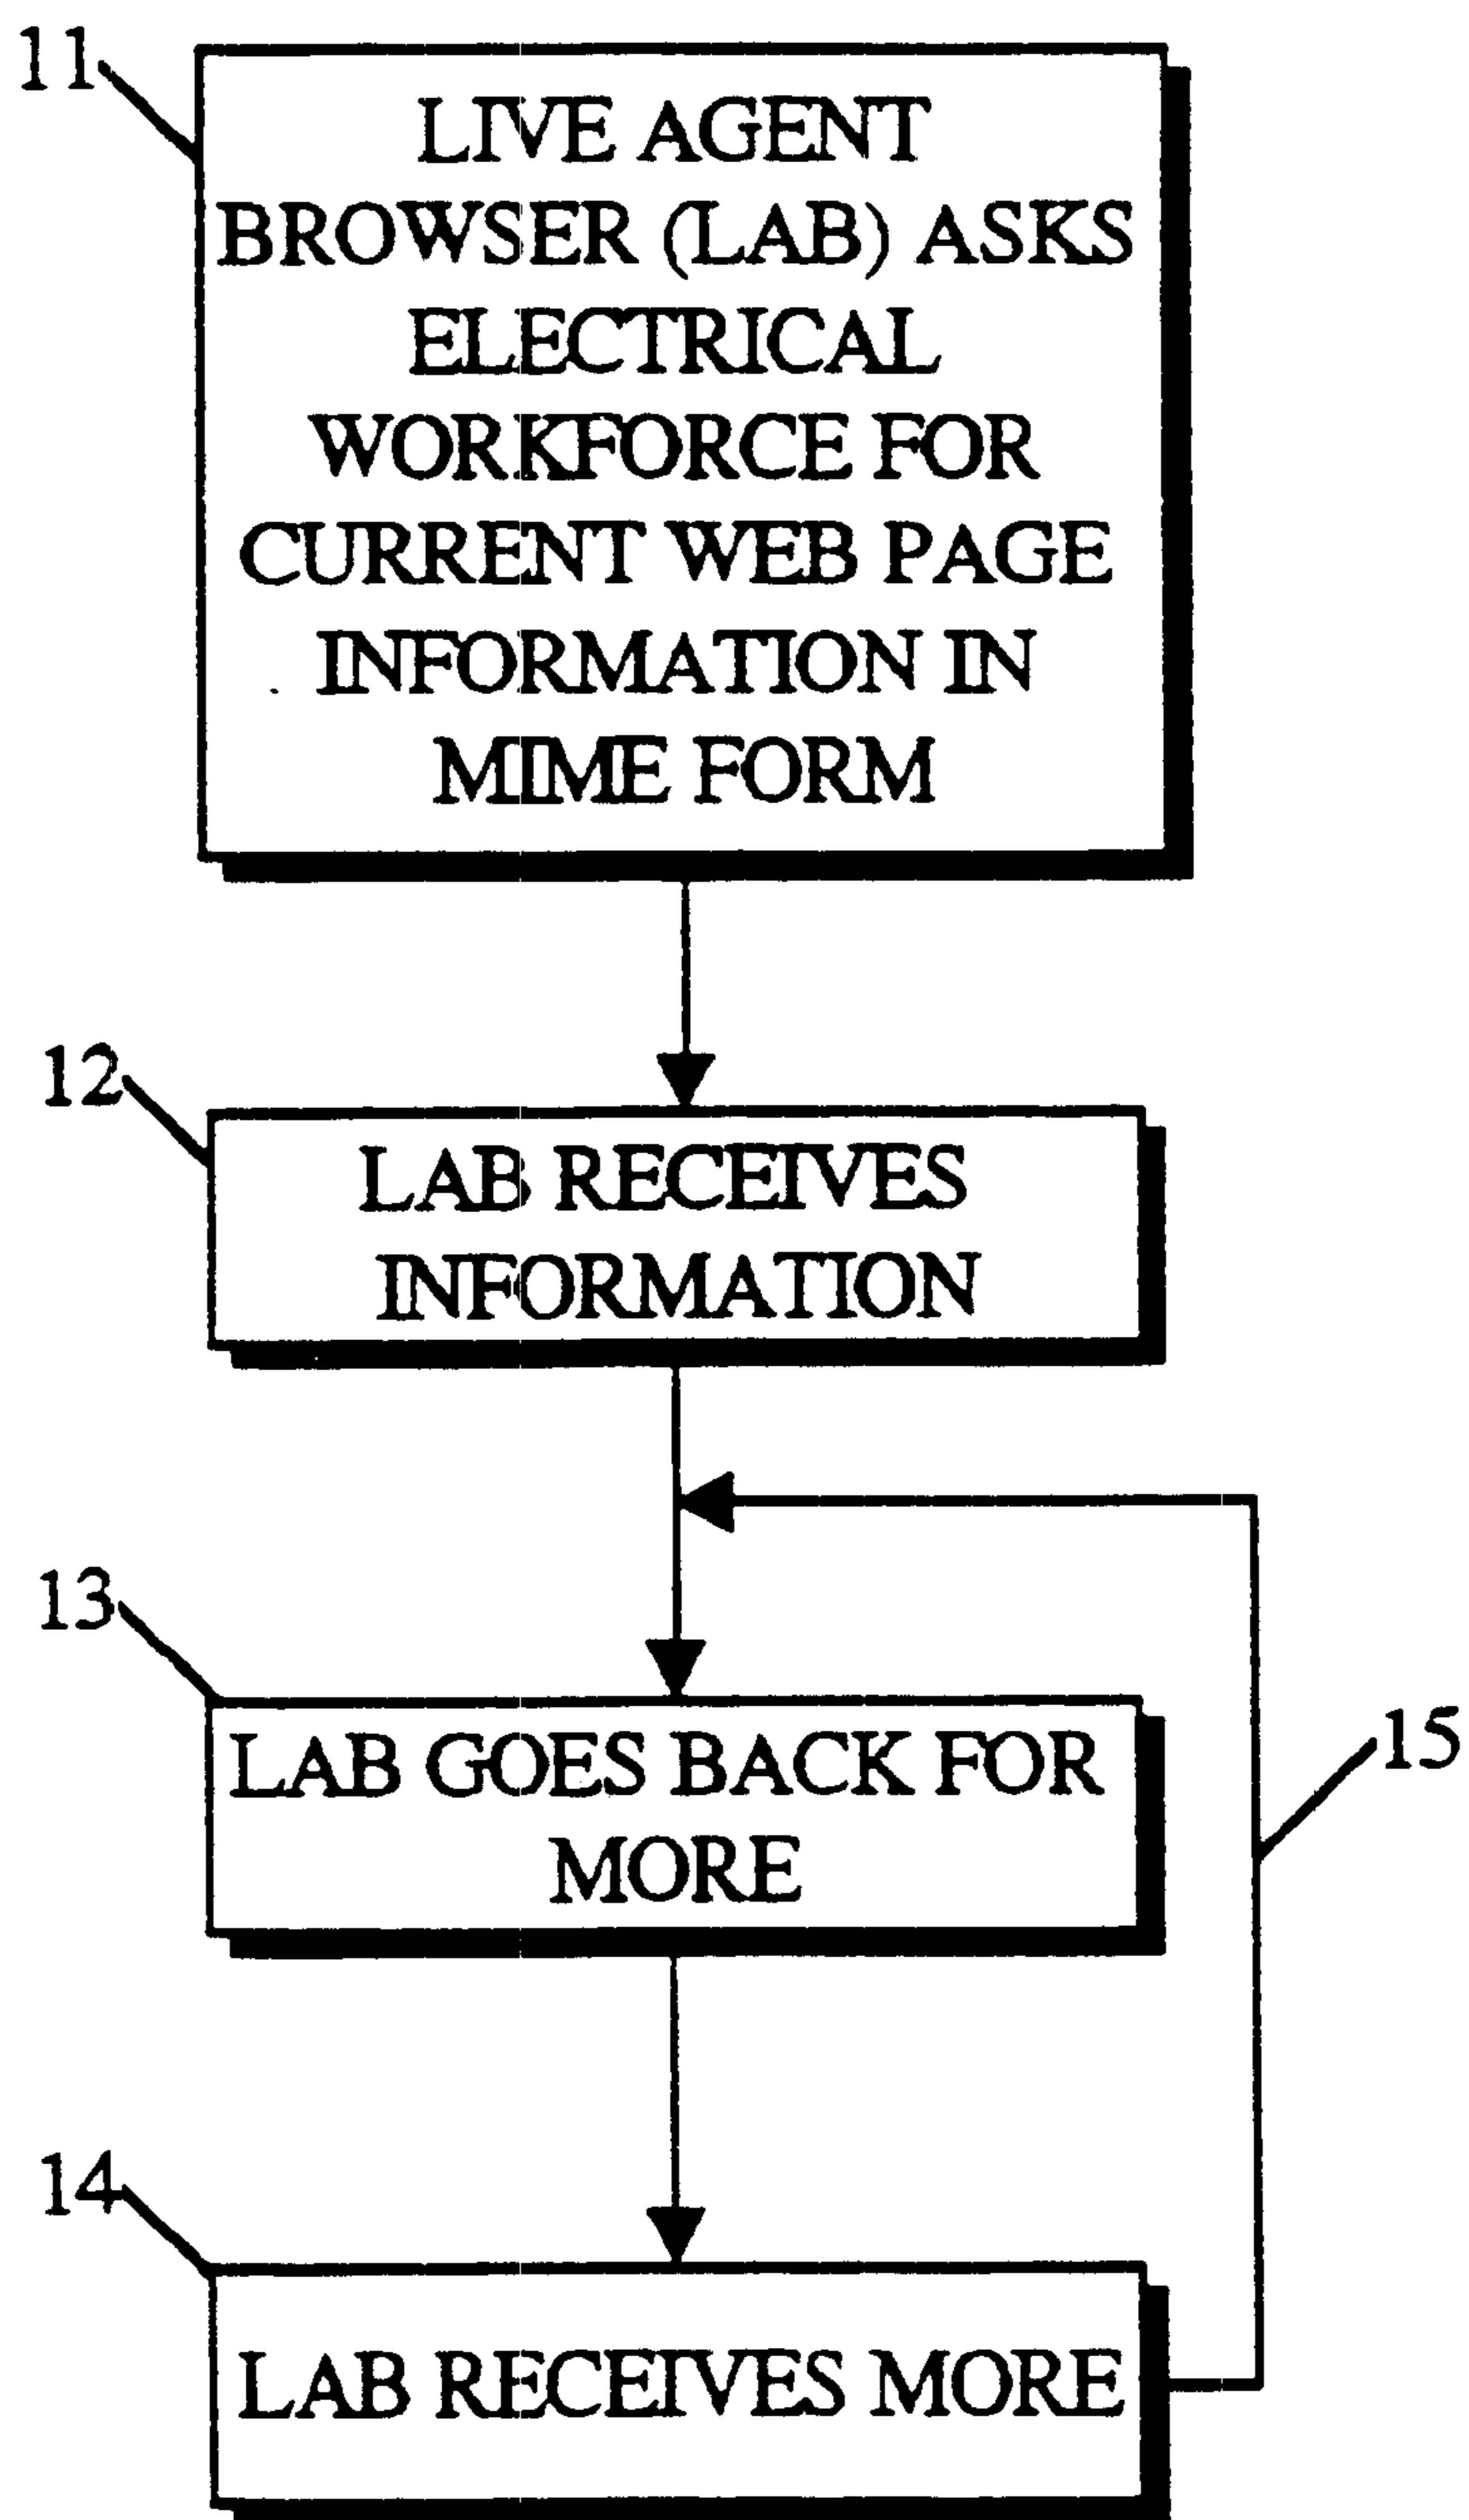 11
LIVE AGENT
BROWSER (LAB) ASKS
ELECTRICAL
WORKFORCE FOR
CURRENT WEB PAGE
INFORMATION IN
MIME FORM
12
LAB RECEIVES
INFORMATION
13
LAB GOES BACK FOR
MORE
15
14
LAB RECEIVES MORE